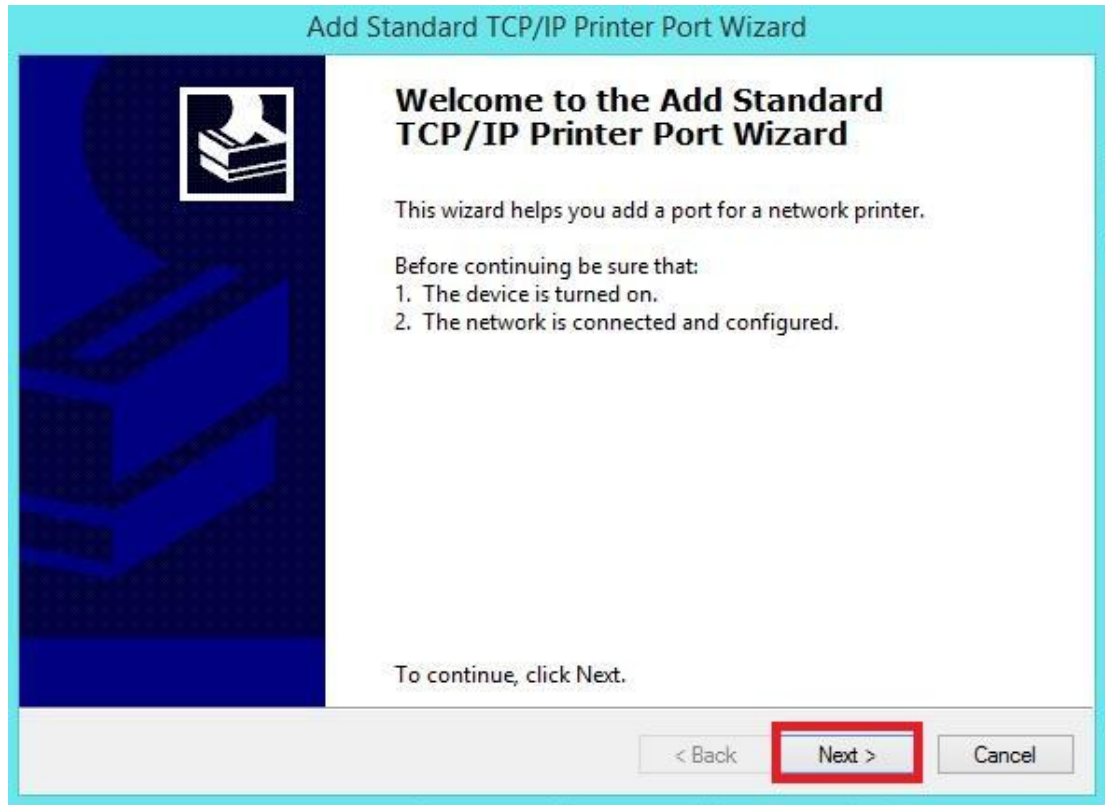 Add Standard TCP/IP Printer Port Wizard
Welcome to the Add Standard
TCP/IP Printer Port Wizard
This wizard helps you add a port for a network printer.
Before continuing be sure that:
1. The device is turned on.
2. The network is connected and configured.
To continue, click Next.
< Back Next > Cancel